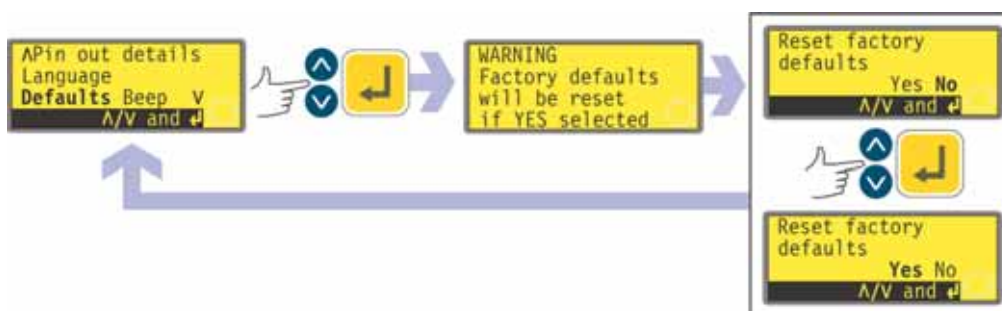 ΛPin out details
Language
Defaults Beep V
Λ/V and ↵
WARNING
Factory defaults
will be reset
if YES selected
Reset factory
defaults
Yes No
Λ/V and ↵
Reset factory
defaults
Yes No
Λ/V and ↵